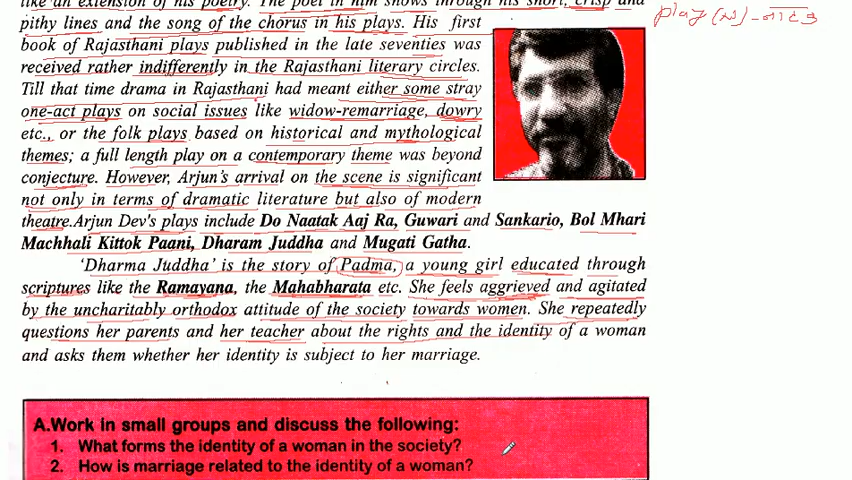 like an extension of his poetry. The poet in him shows through his short, crisp and
pithy lines and the song of the chorus in his plays. His first
book of Rajasthani plays published in the late seventies was
received rather indifferently in the Rajasthani literary circles.
Till that time drama in Rajasthani had meant either some stray
one-act plays on social issues like widow-remarriage, dowry
etc., or the folk plays based on historical and mythological
themes; a full length play on a contemporary theme was beyond
conjecture. However, Arjun's arrival on the scene is significant
not only in terms of dramatic literature but also of modern
theatre.Arjun Dev's plays include Do Naatak Aaj Ra, Guwari and Sankario, Bol Mhari
Machhali Kittok Paani, Dharam Juddha and Mugati Gatha.
'Dharma Juddha' is the story of Padma, a young girl educated through
scriptures like the Ramayana, the Mahabharata etc. She feels aggrieved and agitated
by the uncharitably orthodox attitude of the society towards women. She repeatedly
questions her parents and her teacher about the rights and the identity of a woman
and asks them whether her identity is subject to her marriage.
A.Work in small groups and discuss the following:
1. What forms the identity of a woman in the society?
2. How is marriage related to the identity of a woman?
play (n) - नाटक